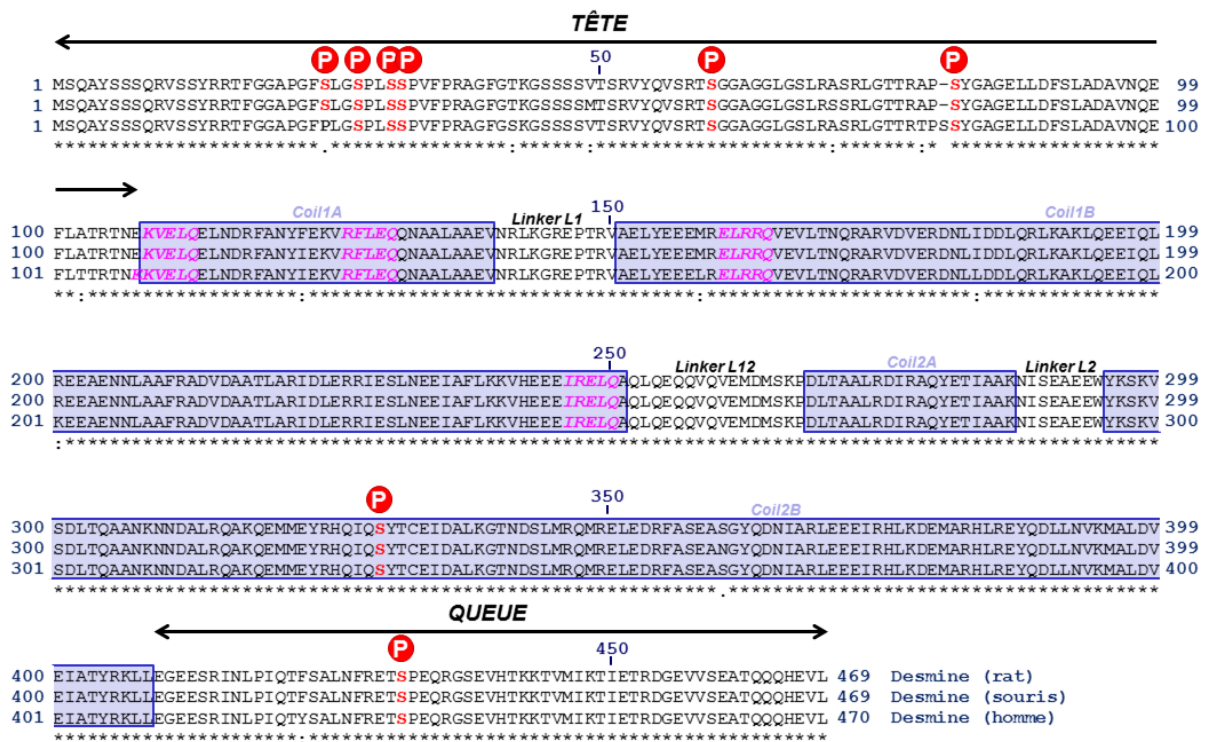 TÊTE
P P P P P P
50
1 MSQAYSSSQRVSSYRRTFGGAPGFSLGSPLSSPVFPRAGFGTKGSSSSVTSRVYQVSRTSGGAGGLGSLRASRLGTTRAP-SYGAGELLDFSLADAVNQE 99
1 MSQAYSSSQRVSSYRRTFGGAPGFSLGSPLSSPVFPRAGFGTKGSSSSMTSRVYQVSRTSGGAGGLGSLRASRLGTTRAP-SYGAGELLDFSLADAVNQE 99
1 MSQAYSSSQRVSSYRRTFGGAPGFPLGSPLSSPVFPRAGFGTKGSSSSVTSRVYQVSRTSGGAGGLGSLRASRLGTTRTPSSYGAGELLDFSLADAVNQE 100
Coil1A Linker L1 150 Coil1B
100 FLATRTNEKVELQELNDRFANYFEKVRFLEQQNAALAAEVNRLKGREPTRVAELYEEEMRELRRQVEVLTNQRARVDVERDNLIDDLQRLKAKLQEEIQL 199
100 FLATRTNEKVELQELNDRFANYIEKVRFLEQQNAALAAEVNRLKGREPTRVAELYEEEMRELRRQVEVLTNQRARVDVERDNLIDDLQRLKAKLQEEIQL 199
101 FLTTRTNEKVELQELNDRFANYIEKVRFLEQQNAALAAEVNRLKGREPTRVAELYEEELRELRRQVEVLTNQRARVDVERDNLLDDLQRLKAKLQEEIQL 200
250 Linker L12 Coil2A Linker L2
200 REEAENNLAAFRADVDAATLARIDLERRIESLNEEIAFLKKVHEEEIRELQAQLQEQQVQVEMDMSKPDLTAALRDIRAQYETIAAKNISEAEEWYKSKV 299
200 REEAENNLAAFRADVDAATLARIDLERRIESLNEEIAFLKKVHEEEIRELQAQLQEQQVQVEMDMSKPDLTAALRDIRAQYETIAAKNISEAEEWYKSKV 299
201 KEEAENNLAAFRADVDAATLARIDLERRIESLNEEIAFLKKVHEEEIRELQAQLQEQQVQVEMDMSKPDLTAALRDIRAQYETIAAKNISEAEEWYKSKV 300
P
350 Coil2B
300 SDLTQAANKNNDALRQAKQEMMEYRHQIQSYTCEIDALKGTNDSLMRQMRELEDRFASEASGYQDNIARLEEEIRHLKDEMARHLREYQDLLNVKMALDV 399
300 SDLTQAANKNNDALRQAKQEMMEYRHQIQSYTCEIDALKGTNDSLMRQMRELEDRFASEANGYQDNIARLEEEIRHLKDEMARHLREYQDLLNVKMALDV 399
301 SDLTQAANKNNDALRQAKQEMMEYRHQIQSYTCEIDALKGTNDSLMRQMRELEDRFASEASGYQDNIARLEEEIRHLKDEMARHLREYQDLLNVKMALDV 400
QUEUE
P
450
400 EIATYRKLLEGEESRINLPIQTFSALNFRETSPEQRGSEVHTKKTVMIKTIETRDGEVVSEATQQQHEVL 469 Desmine (rat)
400 EIATYRKLLEGEESRINLPIQTFSALNFRETSPEQRGSEVHTKKTVMIKTIETRDGEVVSEATQQQHEVL 469 Desmine (souris)
401 EIATYRKLLEGEESRINLPIQTYSALNFRETSPEQRGSEVHTKKTVMIKTIETRDGEVVSEATQQQHEVL 470 Desmine (homme)